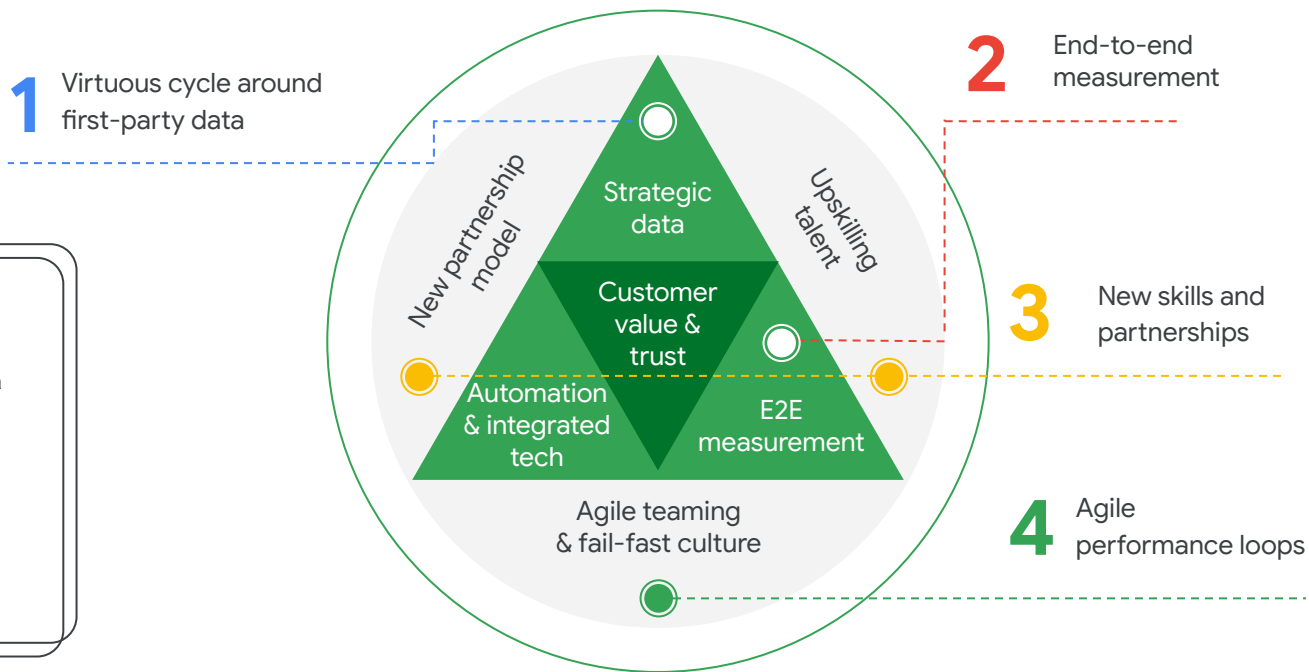 1
Virtuous cycle around
first-party data
2
End-to-end
measurement
New partnership
model
Strategic
data
Upskilling
talent
Customer
value &
trust
3
New skills and
partnerships
Automation
& integrated
tech
E2E
measurement
Agile teaming
& fail-fast culture
4
Agile
performance loops